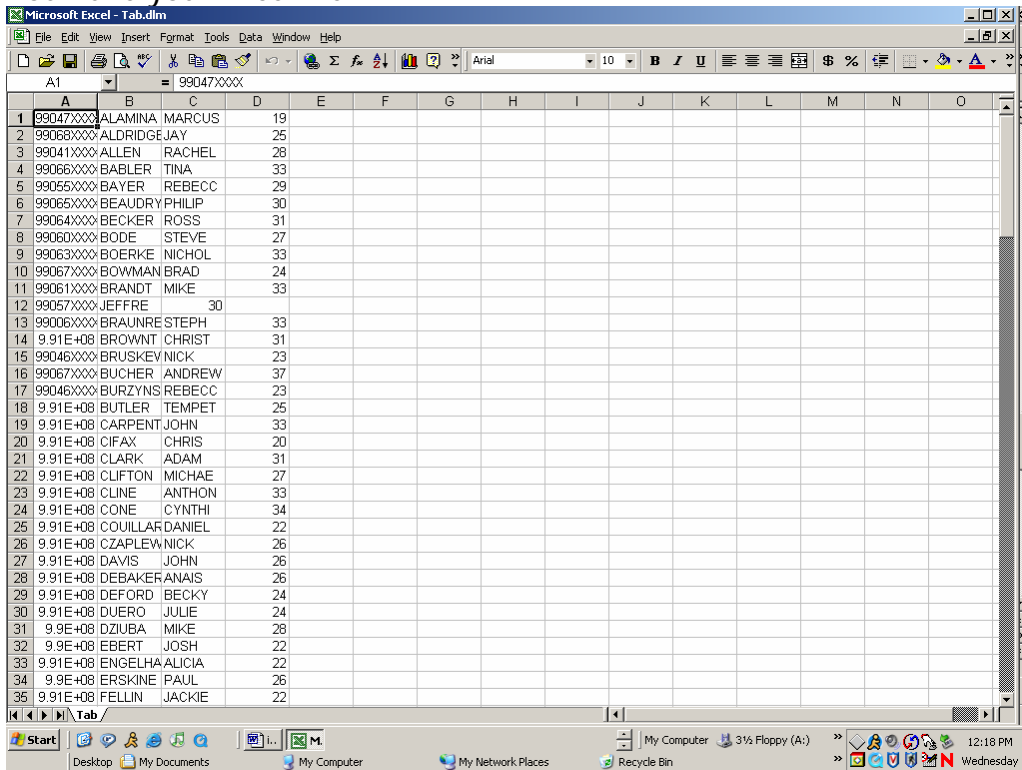 Microsoft Excel - Tab.dlm
File Edit View Insert Format Tools Data Window Help
Arial 10 B I U $ %
A1 = 99047XXXX
A B C D E F G H I J K L M N O
1 99047XXXX ALAMINA MARCUS 19
2 99068XXXX ALDRIDGE JAY 25
3 99041XXXX ALLEN RACHEL 28
4 99066XXXX BABLER TINA 33
5 99055XXXX BAYER REBECC 29
6 99065XXXX BEAUDRY PHILIP 30
7 99064XXXX BECKER ROSS 31
8 99060XXXX BODE STEVE 27
9 99063XXXX BOERKE NICHOL 33
10 99067XXXX BOWMAN BRAD 24
11 99061XXXX BRANDT MIKE 33
12 99057XXXX JEFFRE 30
13 99006XXXX BRAUNRE STEPH 33
14 9.91E+08 BROWNT CHRIST 31
15 99046XXXX BRUSKEV NICK 23
16 99067XXXX BUCHER ANDREW 37
17 99046XXXX BURZYNS REBECC 23
18 9.91E+08 BUTLER TEMPET 25
19 9.91E+08 CARPENT JOHN 33
20 9.91E+08 CIFAX CHRIS 20
21 9.91E+08 CLARK ADAM 31
22 9.91E+08 CLIFTON MICHAE 27
23 9.91E+08 CLINE ANTHON 33
24 9.91E+08 CONE CYNTHI 34
25 9.91E+08 COUILLAR DANIEL 22
26 9.91E+08 CZAPLEW NICK 26
27 9.91E+08 DAVIS JOHN 26
28 9.91E+08 DEBAKER ANAIS 26
29 9.91E+08 DEFORD BECKY 24
30 9.91E+08 DUERO JULIE 24
31 9.9E+08 DZIUBA MIKE 28
32 9.9E+08 EBERT JOSH 22
33 9.91E+08 ENGELHA ALICIA 22
34 9.9E+08 ERSKINE PAUL 26
35 9.91E+08 FELLIN JACKIE 22
Tab
Start i.. M. My Computer 3½ Floppy (A:) » 12:18 PM
Desktop My Documents My Computer My Network Places Recycle Bin » Wednesday